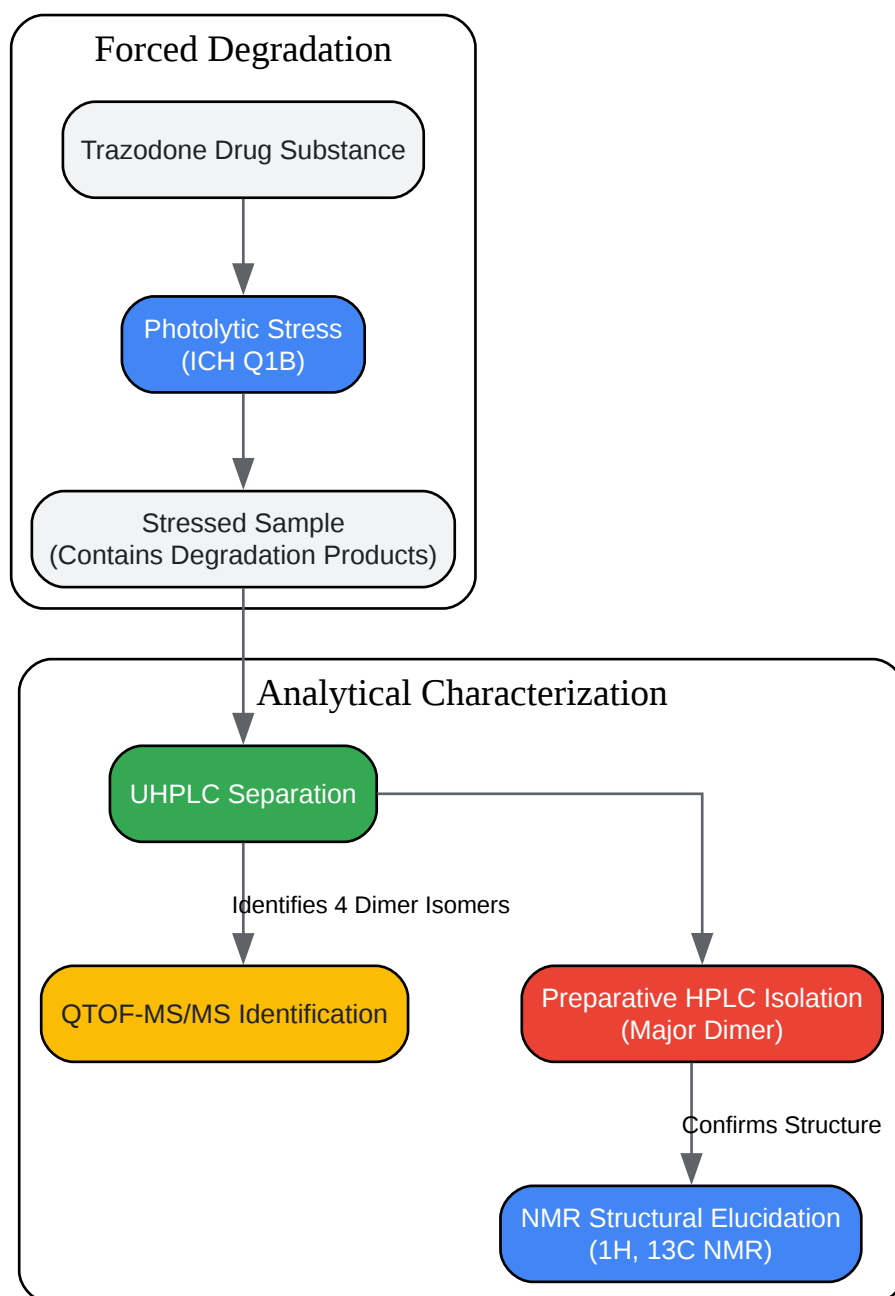 Forced Degradation
Trazodone Drug Substance
Photolytic Stress
(ICH Q1B)
Stressed Sample
(Contains Degradation Products)
Analytical Characterization
UHPLC Separation
Identifies 4 Dimer Isomers
QTOF-MS/MS Identification
Preparative HPLC Isolation
(Major Dimer)
Confirms Structure
NMR Structural Elucidation
(1H, 13C NMR)